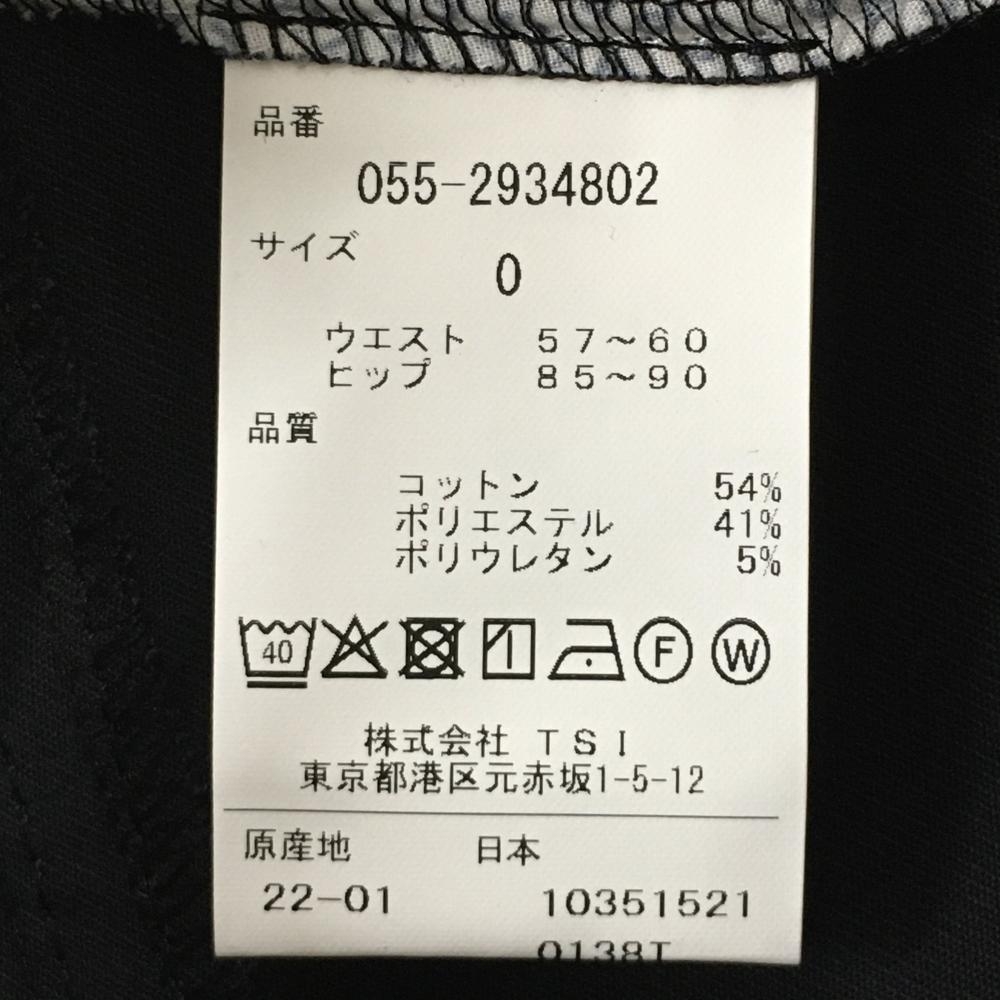 品番
055-2934802
サイズ
0
ウエスト 57～60
ヒップ 85～90
品質
コットン 54%
ポリエステル 41%
ポリウレタン 5%
40 F W
株式会社 TSI
東京都港区元赤坂1-5-12
原産地 日本
22-01 10351521
0138T